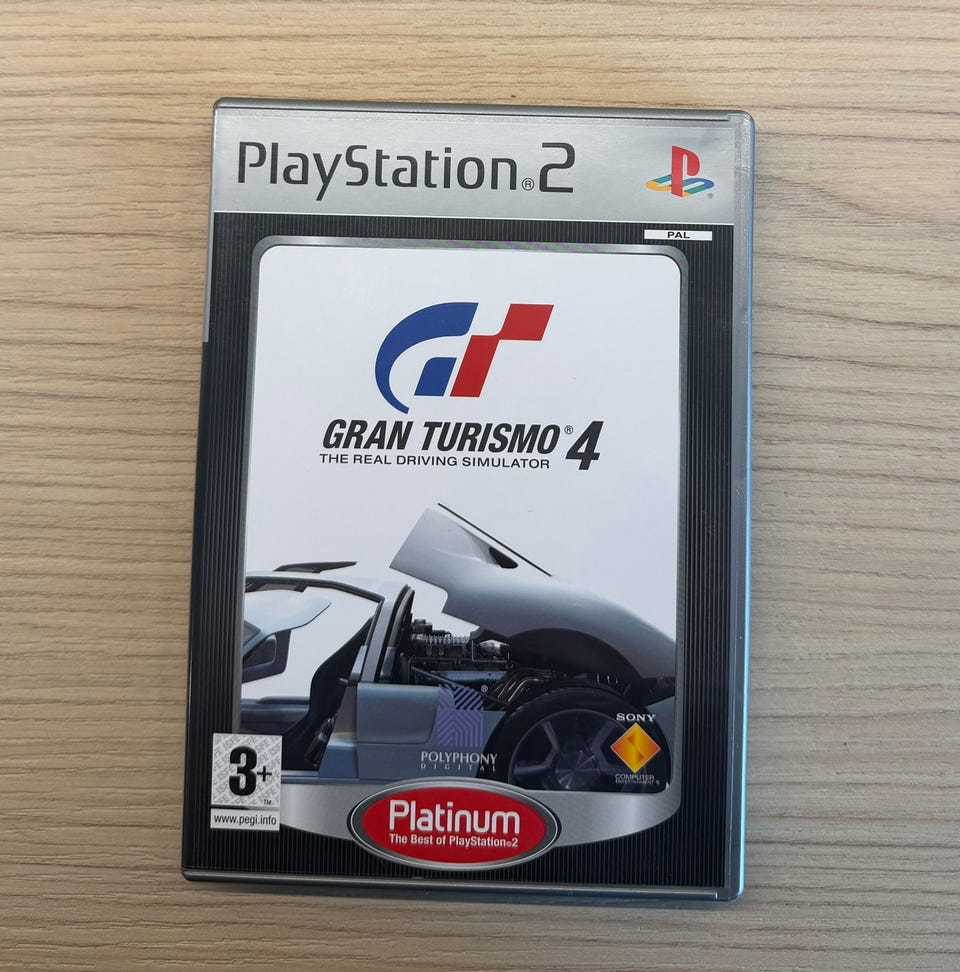 PlayStation®2
PAL
GRAN TURISMO® 4
THE REAL DRIVING SIMULATOR
®
POLYPHONY
DIGITAL
SONY
COMPUTER
ENTERTAINMENT®
3+
TM
www.pegi.info
Platinum
The Best of PlayStation®2